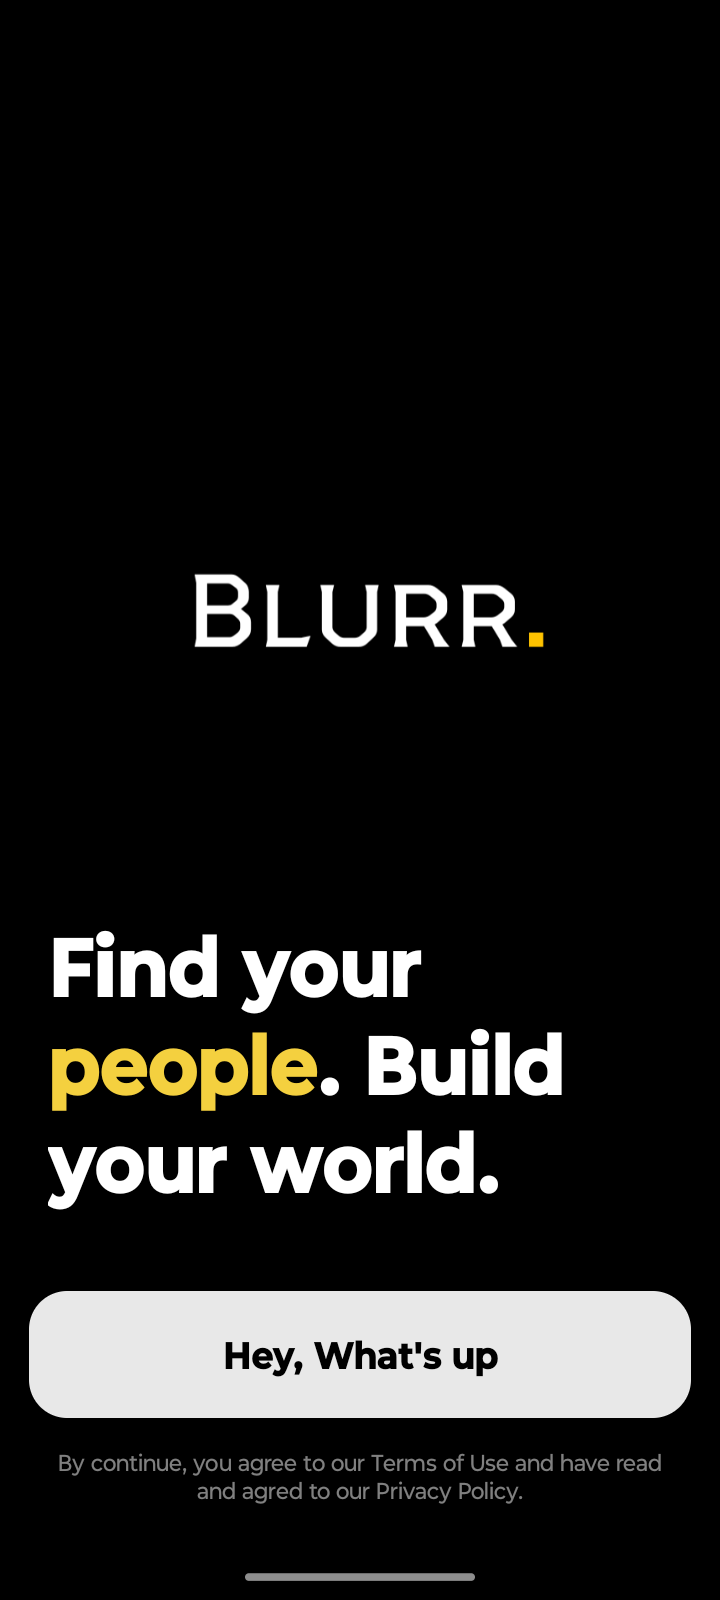 BLURR.
Find your
people. Build
your world.
Hey, What's up
By continue, you agree to our Terms of Use and have read
and agred to our Privacy Policy.